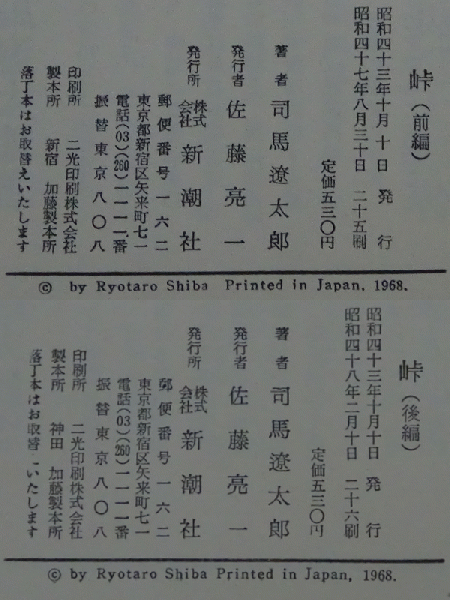 峠（前編）
昭和四十三年十月十日　発　行
昭和四十七年八月三十日　二十五刷
定価五三〇円
著　者　司　馬　遼　太　郎
発行者　佐　藤　亮　一
発行所　株式会社　新　潮　社
郵便番号　一六二
東京都新宿区矢来町七一
電話(03)(260)一一一一番
振替　東京　八〇八
印刷所　二光印刷株式会社
製本所　新宿　加藤製本所
落丁本はお取替えいたします
© by Ryotaro Shiba Printed in Japan, 1968.
峠（後編）
昭和四十三年十月十日　発　行
昭和四十八年二月十日　二十六刷
定価五三〇円
著　者　司　馬　遼　太　郎
発行者　佐　藤　亮　一
発行所　株式会社　新　潮　社
郵便番号　一六二
東京都新宿区矢来町七一
電話(03)(260)一一一一番
振替　東京　八〇八
印刷所　二光印刷株式会社
製本所　神田　加藤製本所
落丁本はお取替 いたします
© by Ryotaro Shiba Printed in Japan, 1968.